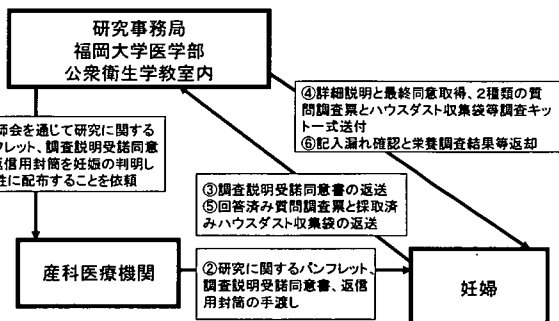 研究事務局
福岡大学医学部
公衆衛生学教室内
師会を通じて研究に関する
フレット、調査説明受諾同意
返信用封筒を妊娠の判明し
性に配布することを依頼
④詳細説明と最終同意取得、2種類の質
問調査票とハウスダスト収集袋等調査キッ
ト一式送付
⑥記入漏れ確認と栄養調査結果等返却
③調査説明受諾同意書の返送
⑤回答済み質問調査票と採取済
みハウスダスト収集袋の返送
産科医療機関
②研究に関するパンフレット、
調査説明受諾同意書、返信
用封筒の手渡し
妊婦